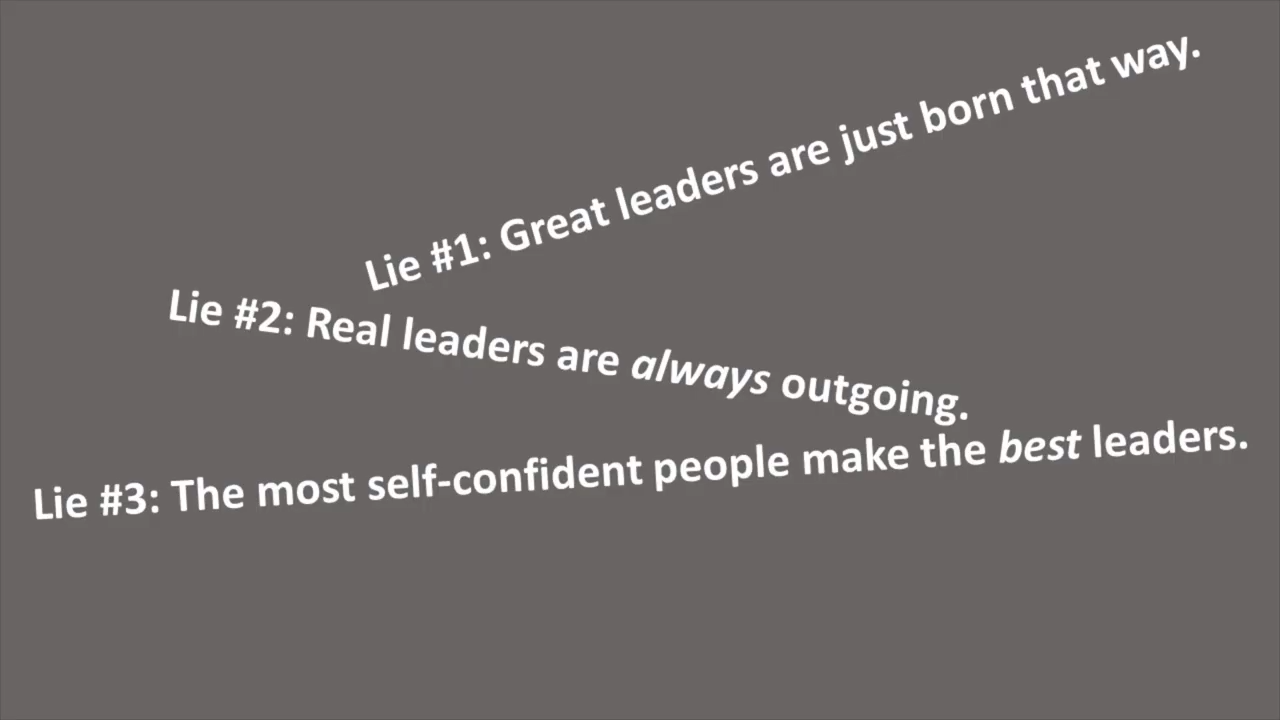 Lie #1: Great leaders are just born that way.
Lie #2: Real leaders are always outgoing.
Lie #3: The most self-confident people make the best leaders.